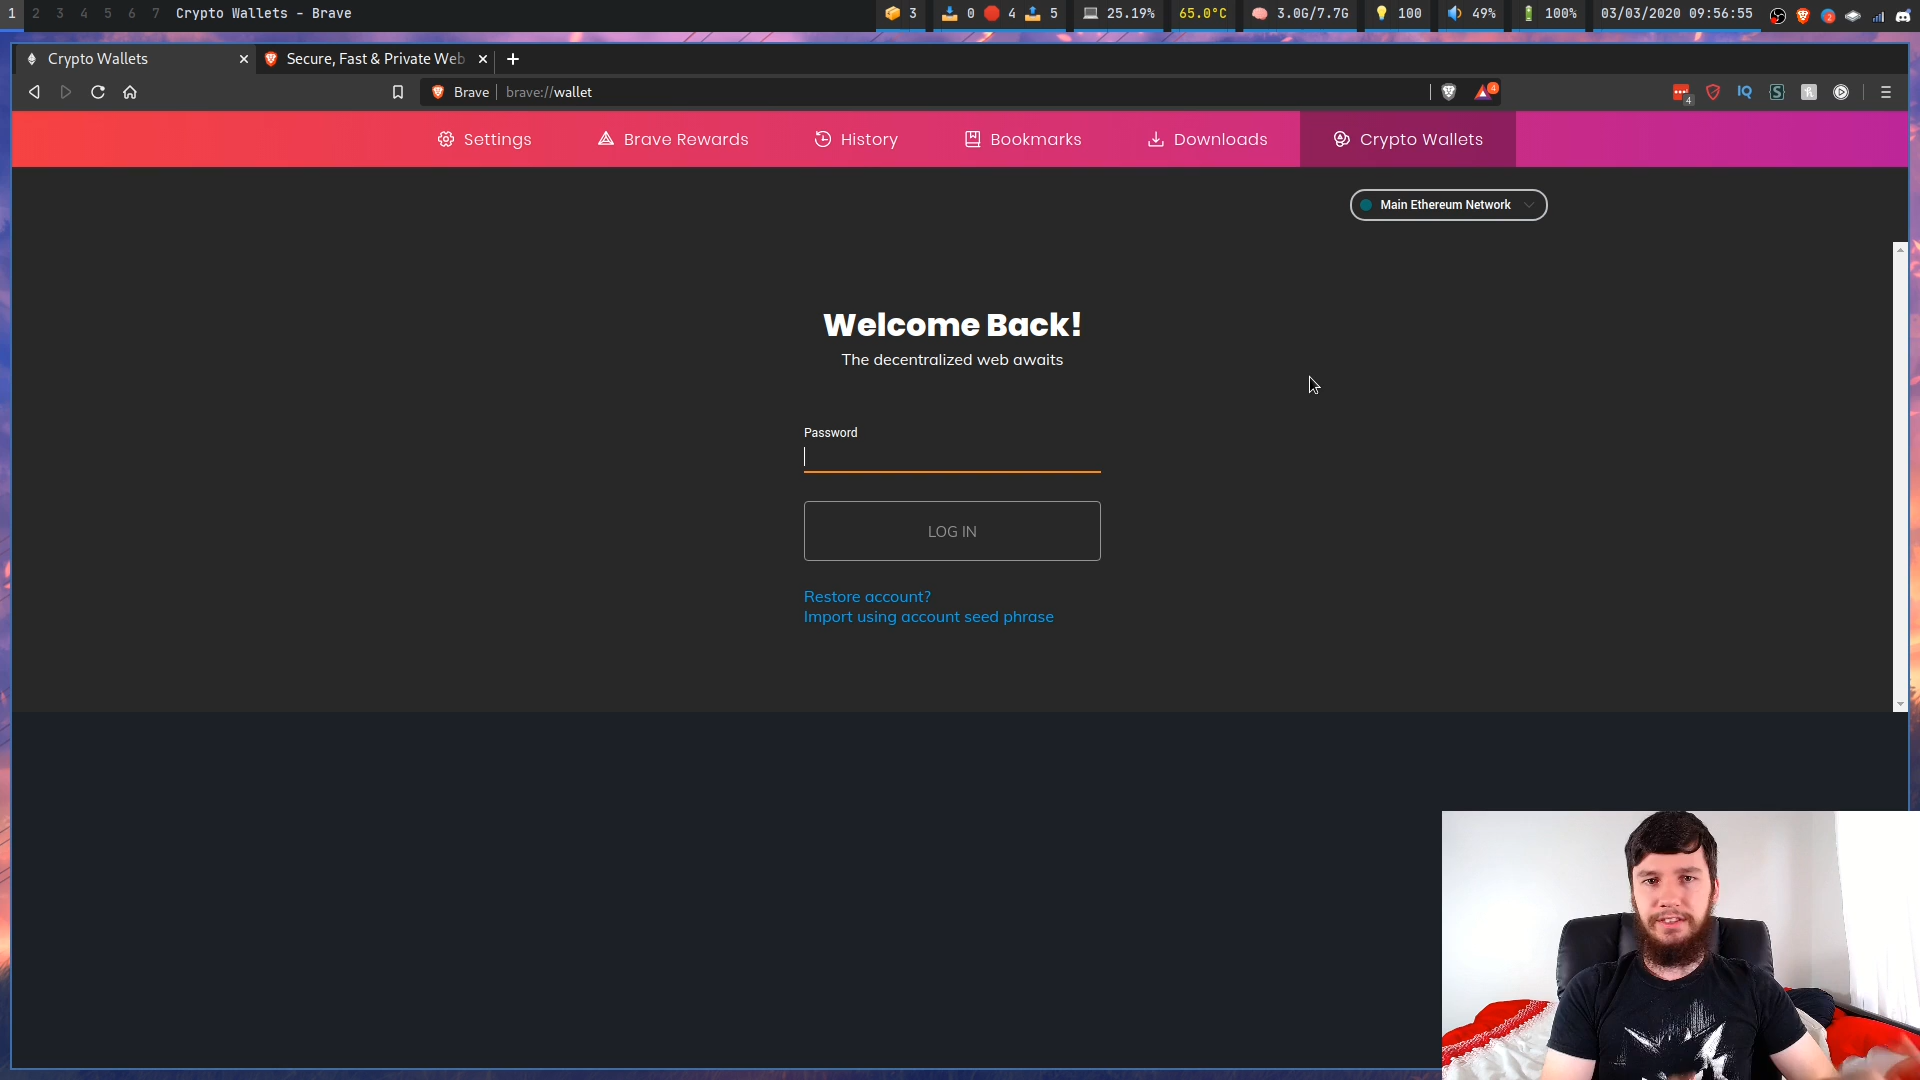 1 2 3 4 5 6 7 Crypto Wallets - Brave 3 0 4 5 25.19% 65.0°C 3.0G/7.7G 100 49% 100% 03/03/2020 09:56:55
Crypto Wallets Secure, Fast & Private Web
Brave brave://wallet 4 4 IQ S
Settings Brave Rewards History Bookmarks Downloads Crypto Wallets
Main Ethereum Network
Welcome Back!
The decentralized web awaits
Password
LOG IN
Restore account?
Import using account seed phrase